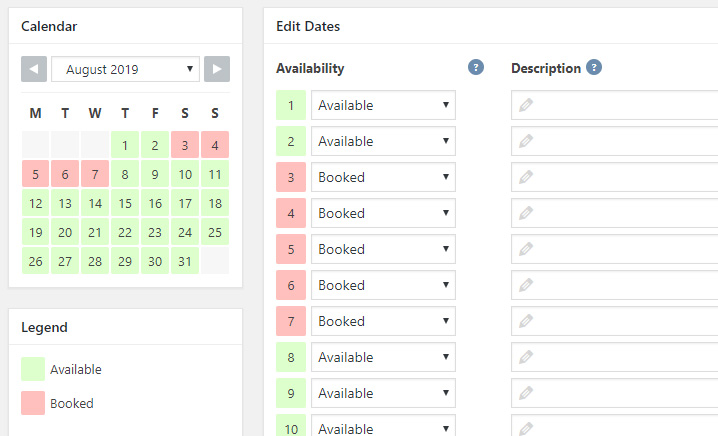 Calendar
August 2019
M T W T F S S
1 2 3 4
5 6 7 8 9 10 11
12 13 14 15 16 17 18
19 20 21 22 23 24 25
26 27 28 29 30 31
Legend
Available
Booked
Edit Dates
Availability ? Description ?
1 Available
2 Available
3 Booked
4 Booked
5 Booked
6 Booked
7 Booked
8 Available
9 Available
10 Available